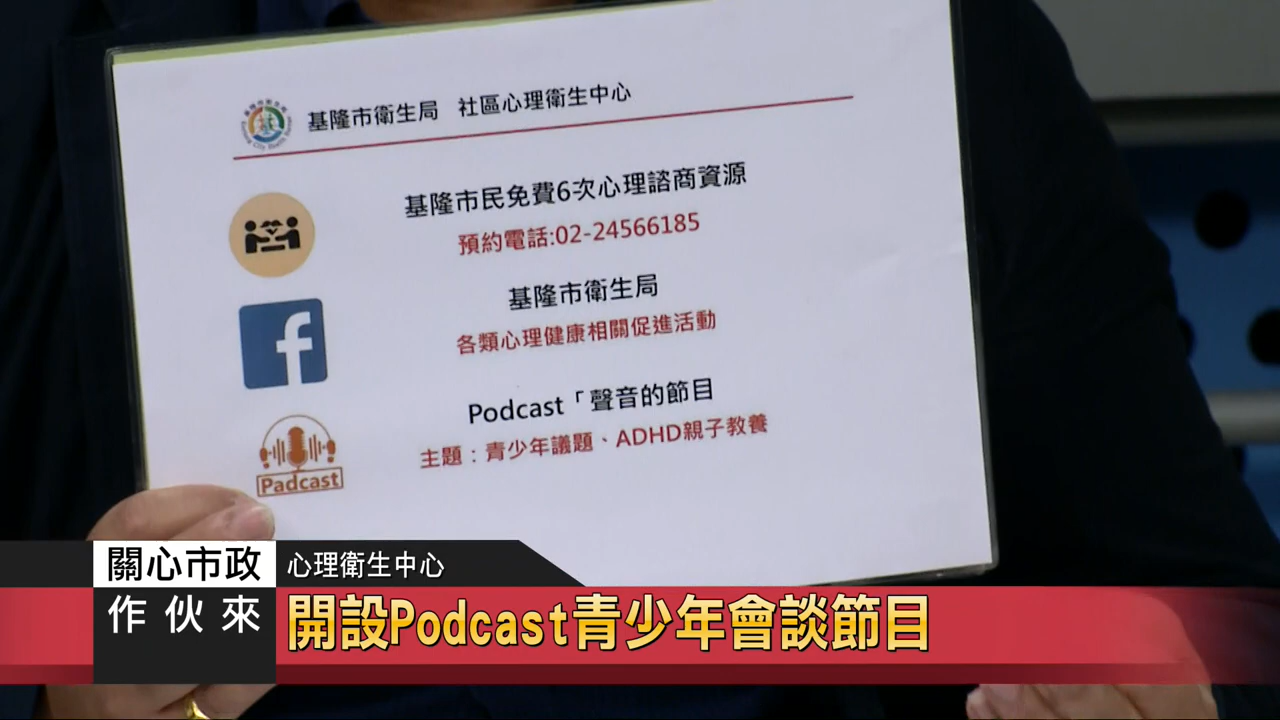 基隆市衛生局 社區心理衛生中心
基隆市民免費6次心理諮商資源
預約電話:02-24566185
基隆市衛生局
各類心理健康相關促進活動
Podcast「聲音的節目
主題：青少年議題、ADHD親子教養
Padcast
關心市政
心理衛生中心
作伙來
開設Podcast青少年會談節目